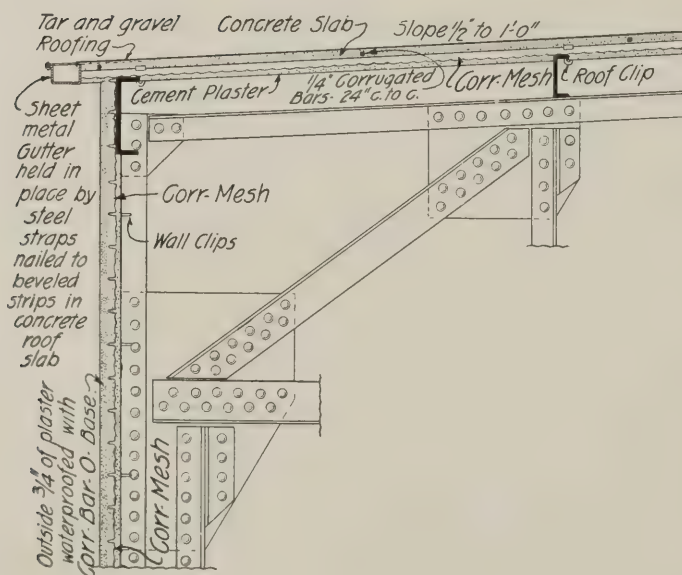 Tar and gravel
Roofing
Concrete Slab
Slope 1/2" to 1'-0"
Cement Plaster
1/4" Corrugated
Bars - 24" c. to c.
Corr-Mesh
Roof Clip
Sheet
metal
Gutter
held in
place by
steel
straps
nailed to
beveled
strips in
concrete
roof
slab
Corr-Mesh
Wall Clips
Outside 3/4" of plaster
waterproofed with
Corr-Bar-O-Base.
Corr-Mesh